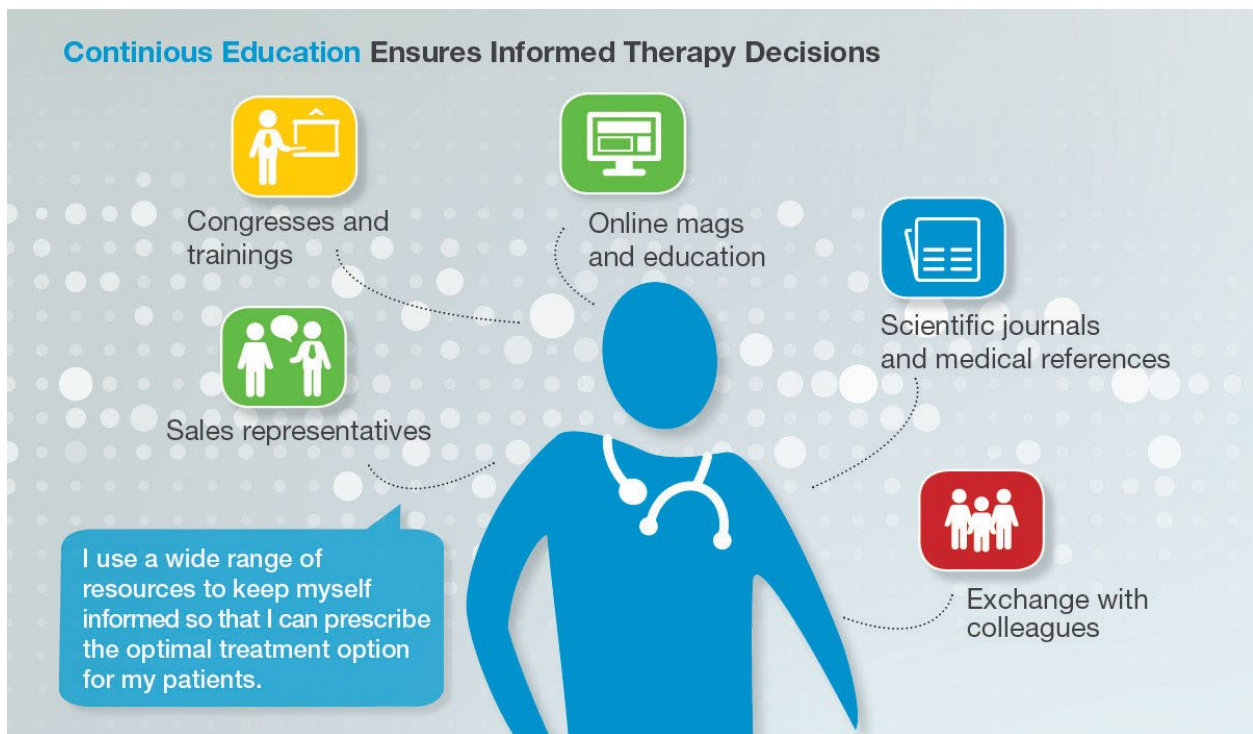 Continious Education Ensures Informed Therapy Decisions
Congresses and
trainings
Online mags
and education
Scientific journals
and medical references
Sales representatives
I use a wide range of
resources to keep myself
informed so that I can prescribe
the optimal treatment option
for my patients.
Exchange with
colleagues